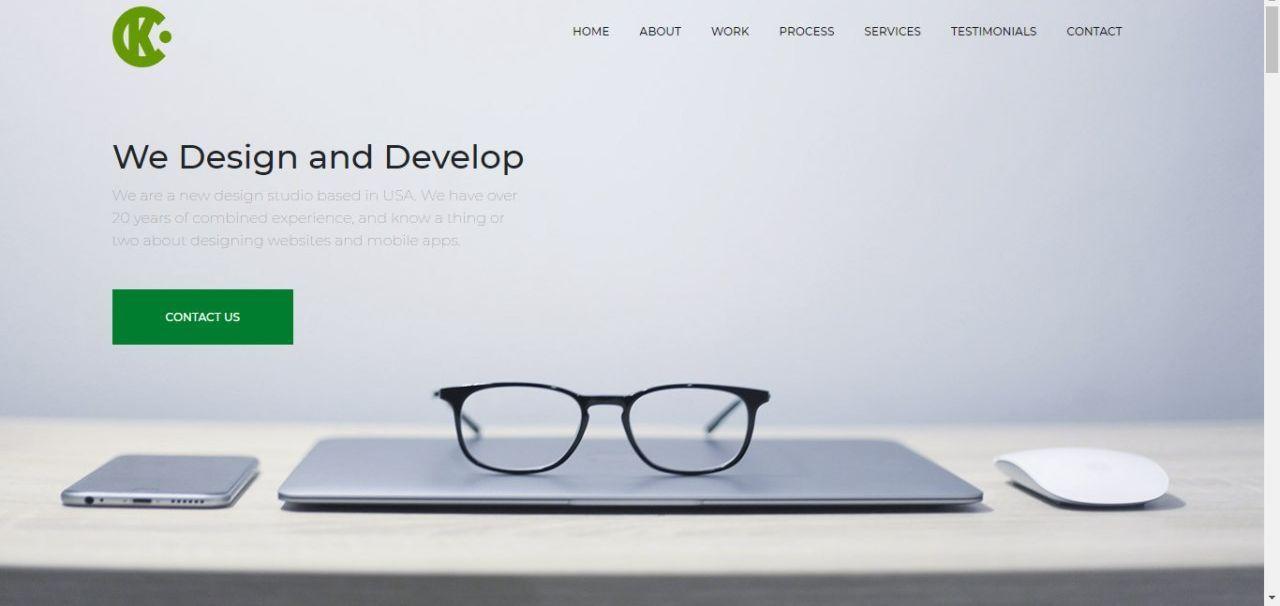 CK
HOME ABOUT WORK PROCESS SERVICES TESTIMONIALS CONTACT
We Design and Develop
We are a new design studio based in USA. We have over
20 years of combined experience, and know a thing or
two about designing websites and mobile apps.
CONTACT US